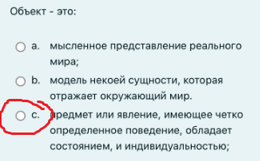 Объект - это:
a. мысленное представление реального
мира;
b. модель некоей сущности, которая
отражает окружающий мир.
c. предмет или явление, имеющее четко
определенное поведение, обладает
состоянием, и индивидуальностью;